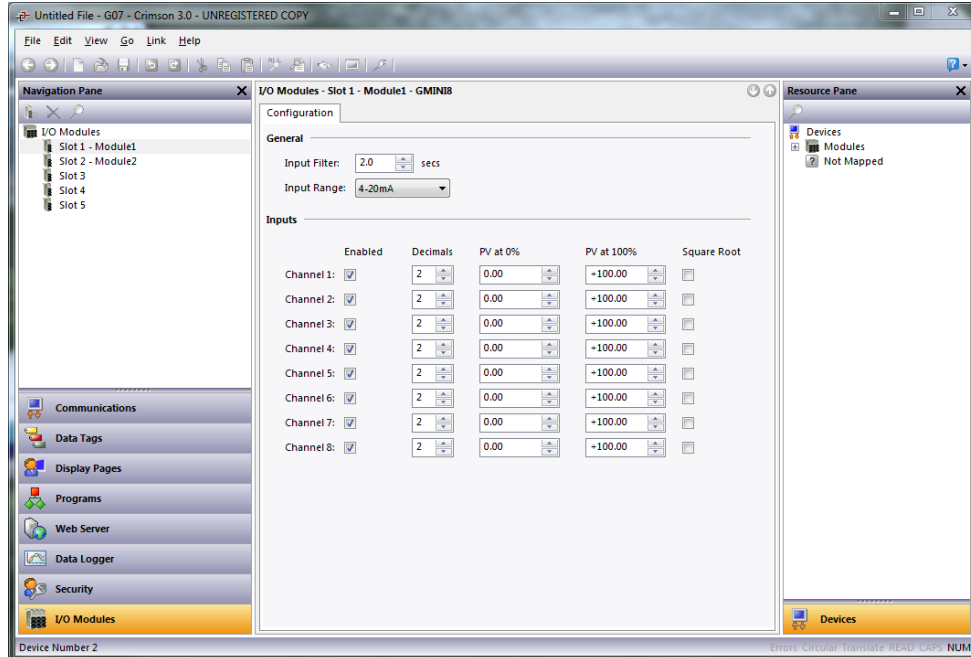 Untitled File - G07 - Crimson 3.0 - UNREGISTERED COPY
File Edit View Go Link Help
Navigation Pane
I/O Modules
Slot 1 - Module1
Slot 2 - Module2
Slot 3
Slot 4
Slot 5
Communications
Data Tags
Display Pages
Programs
Web Server
Data Logger
Security
I/O Modules
I/O Modules - Slot 1 - Module1 - GMINI8
Configuration
General
Input Filter: 2.0 secs
Input Range: 4-20mA
Inputs
Enabled Decimals PV at 0% PV at 100% Square Root
Channel 1: 2 0.00 +100.00
Channel 2: 2 0.00 +100.00
Channel 3: 2 0.00 +100.00
Channel 4: 2 0.00 +100.00
Channel 5: 2 0.00 +100.00
Channel 6: 2 0.00 +100.00
Channel 7: 2 0.00 +100.00
Channel 8: 2 0.00 +100.00
Resource Pane
Devices
Modules
? Not Mapped
Devices
Device Number 2
Errors Circular Translate READ CAPS NUM